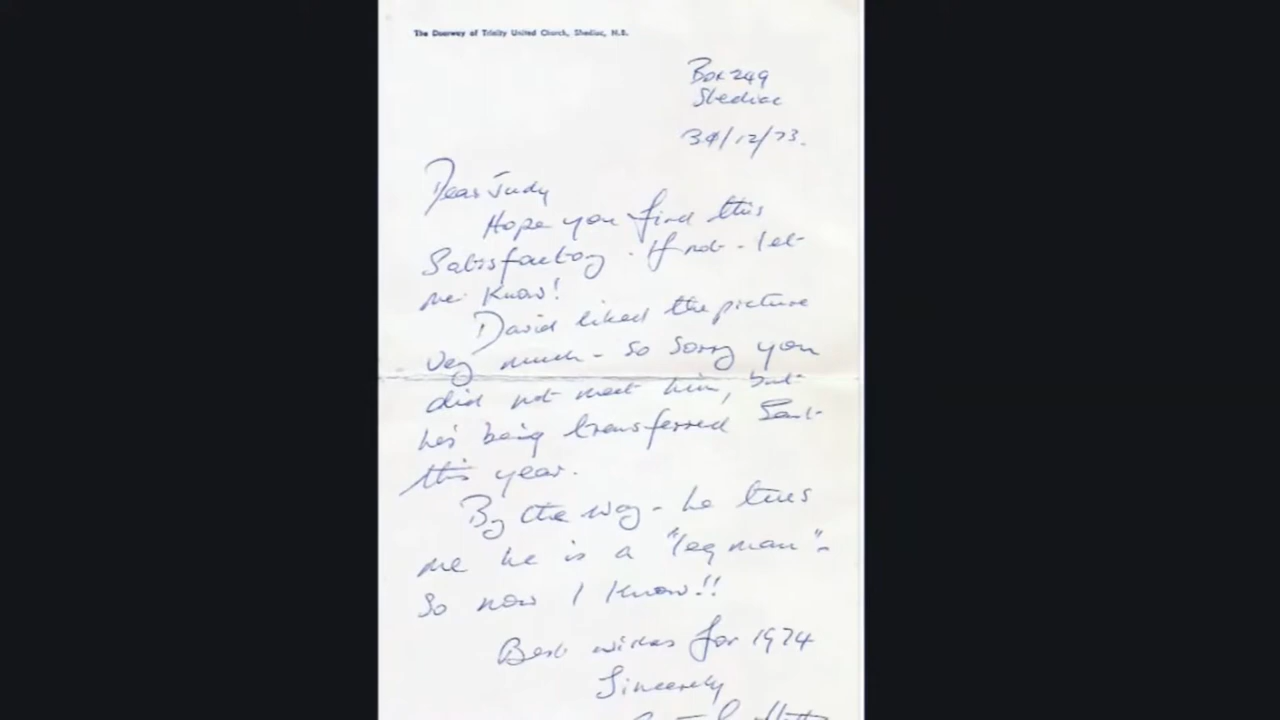 The Doorway of Trinity United Church, Shediac, N.B.
Box 249
Shediac
/12/73.
Dear Judy
Hope you find this
Satisfactory. If not - let
me know!
David liked the picture
very much - so sorry you
did not meet him, but
he's being transferred
this year.
By the way - he tells
me he is a "leg man" -
So now I know!!
Best wishes for 1974
Sincerely